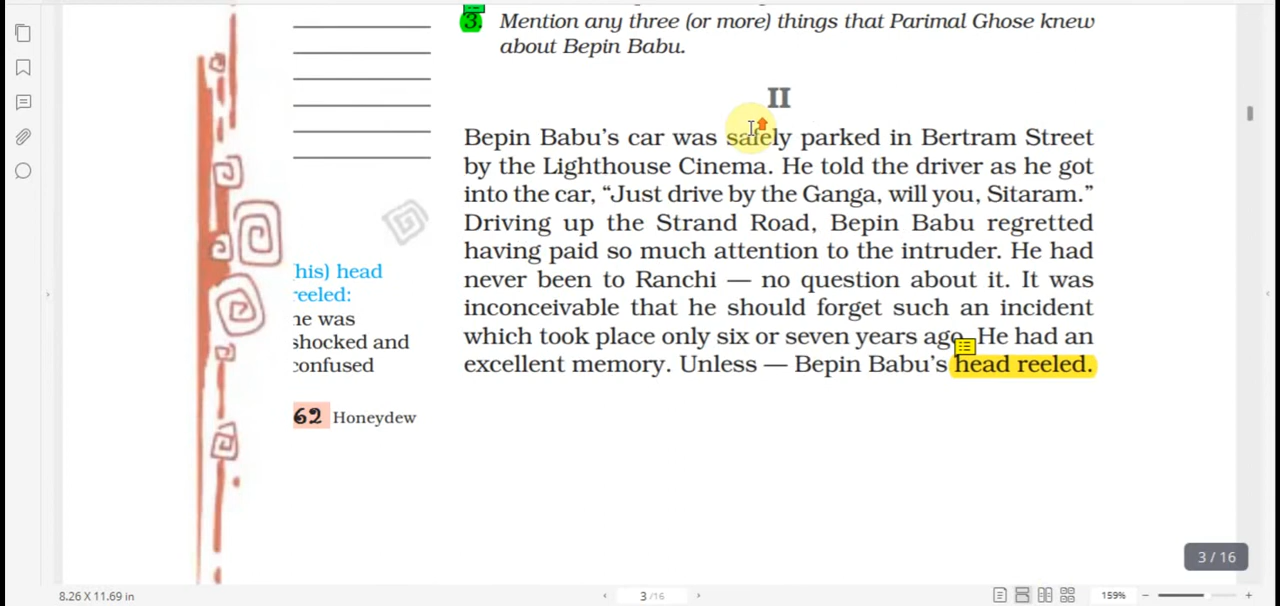 3. Mention any three (or more) things that Parimal Ghose knew
about Bepin Babu.
II
Bepin Babu's car was safely parked in Bertram Street
by the Lighthouse Cinema. He told the driver as he got
into the car, “Just drive by the Ganga, will you, Sitaram.”
Driving up the Strand Road, Bepin Babu regretted
having paid so much attention to the intruder. He had
never been to Ranchi — no question about it. It was
inconceivable that he should forget such an incident
which took place only six or seven years ago. He had an
excellent memory. Unless — Bepin Babu's head reeled.
his) head
reeled:
he was
shocked and
confused
62 Honeydew
3 / 16
8.26 X 11.69 in
3 /16
159%